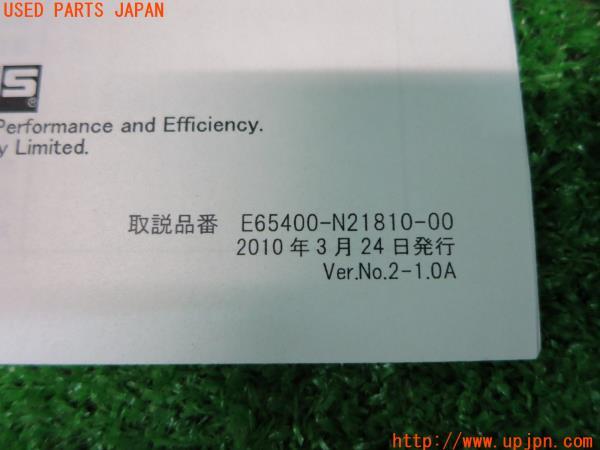 USED PARTS JAPAN
S®
Performance and Efficiency.
y Limited.
取説品番 E65400-N21810-00
2010年3月24日発行
Ver.No.2-1.0A
http://www.upjpn.com/